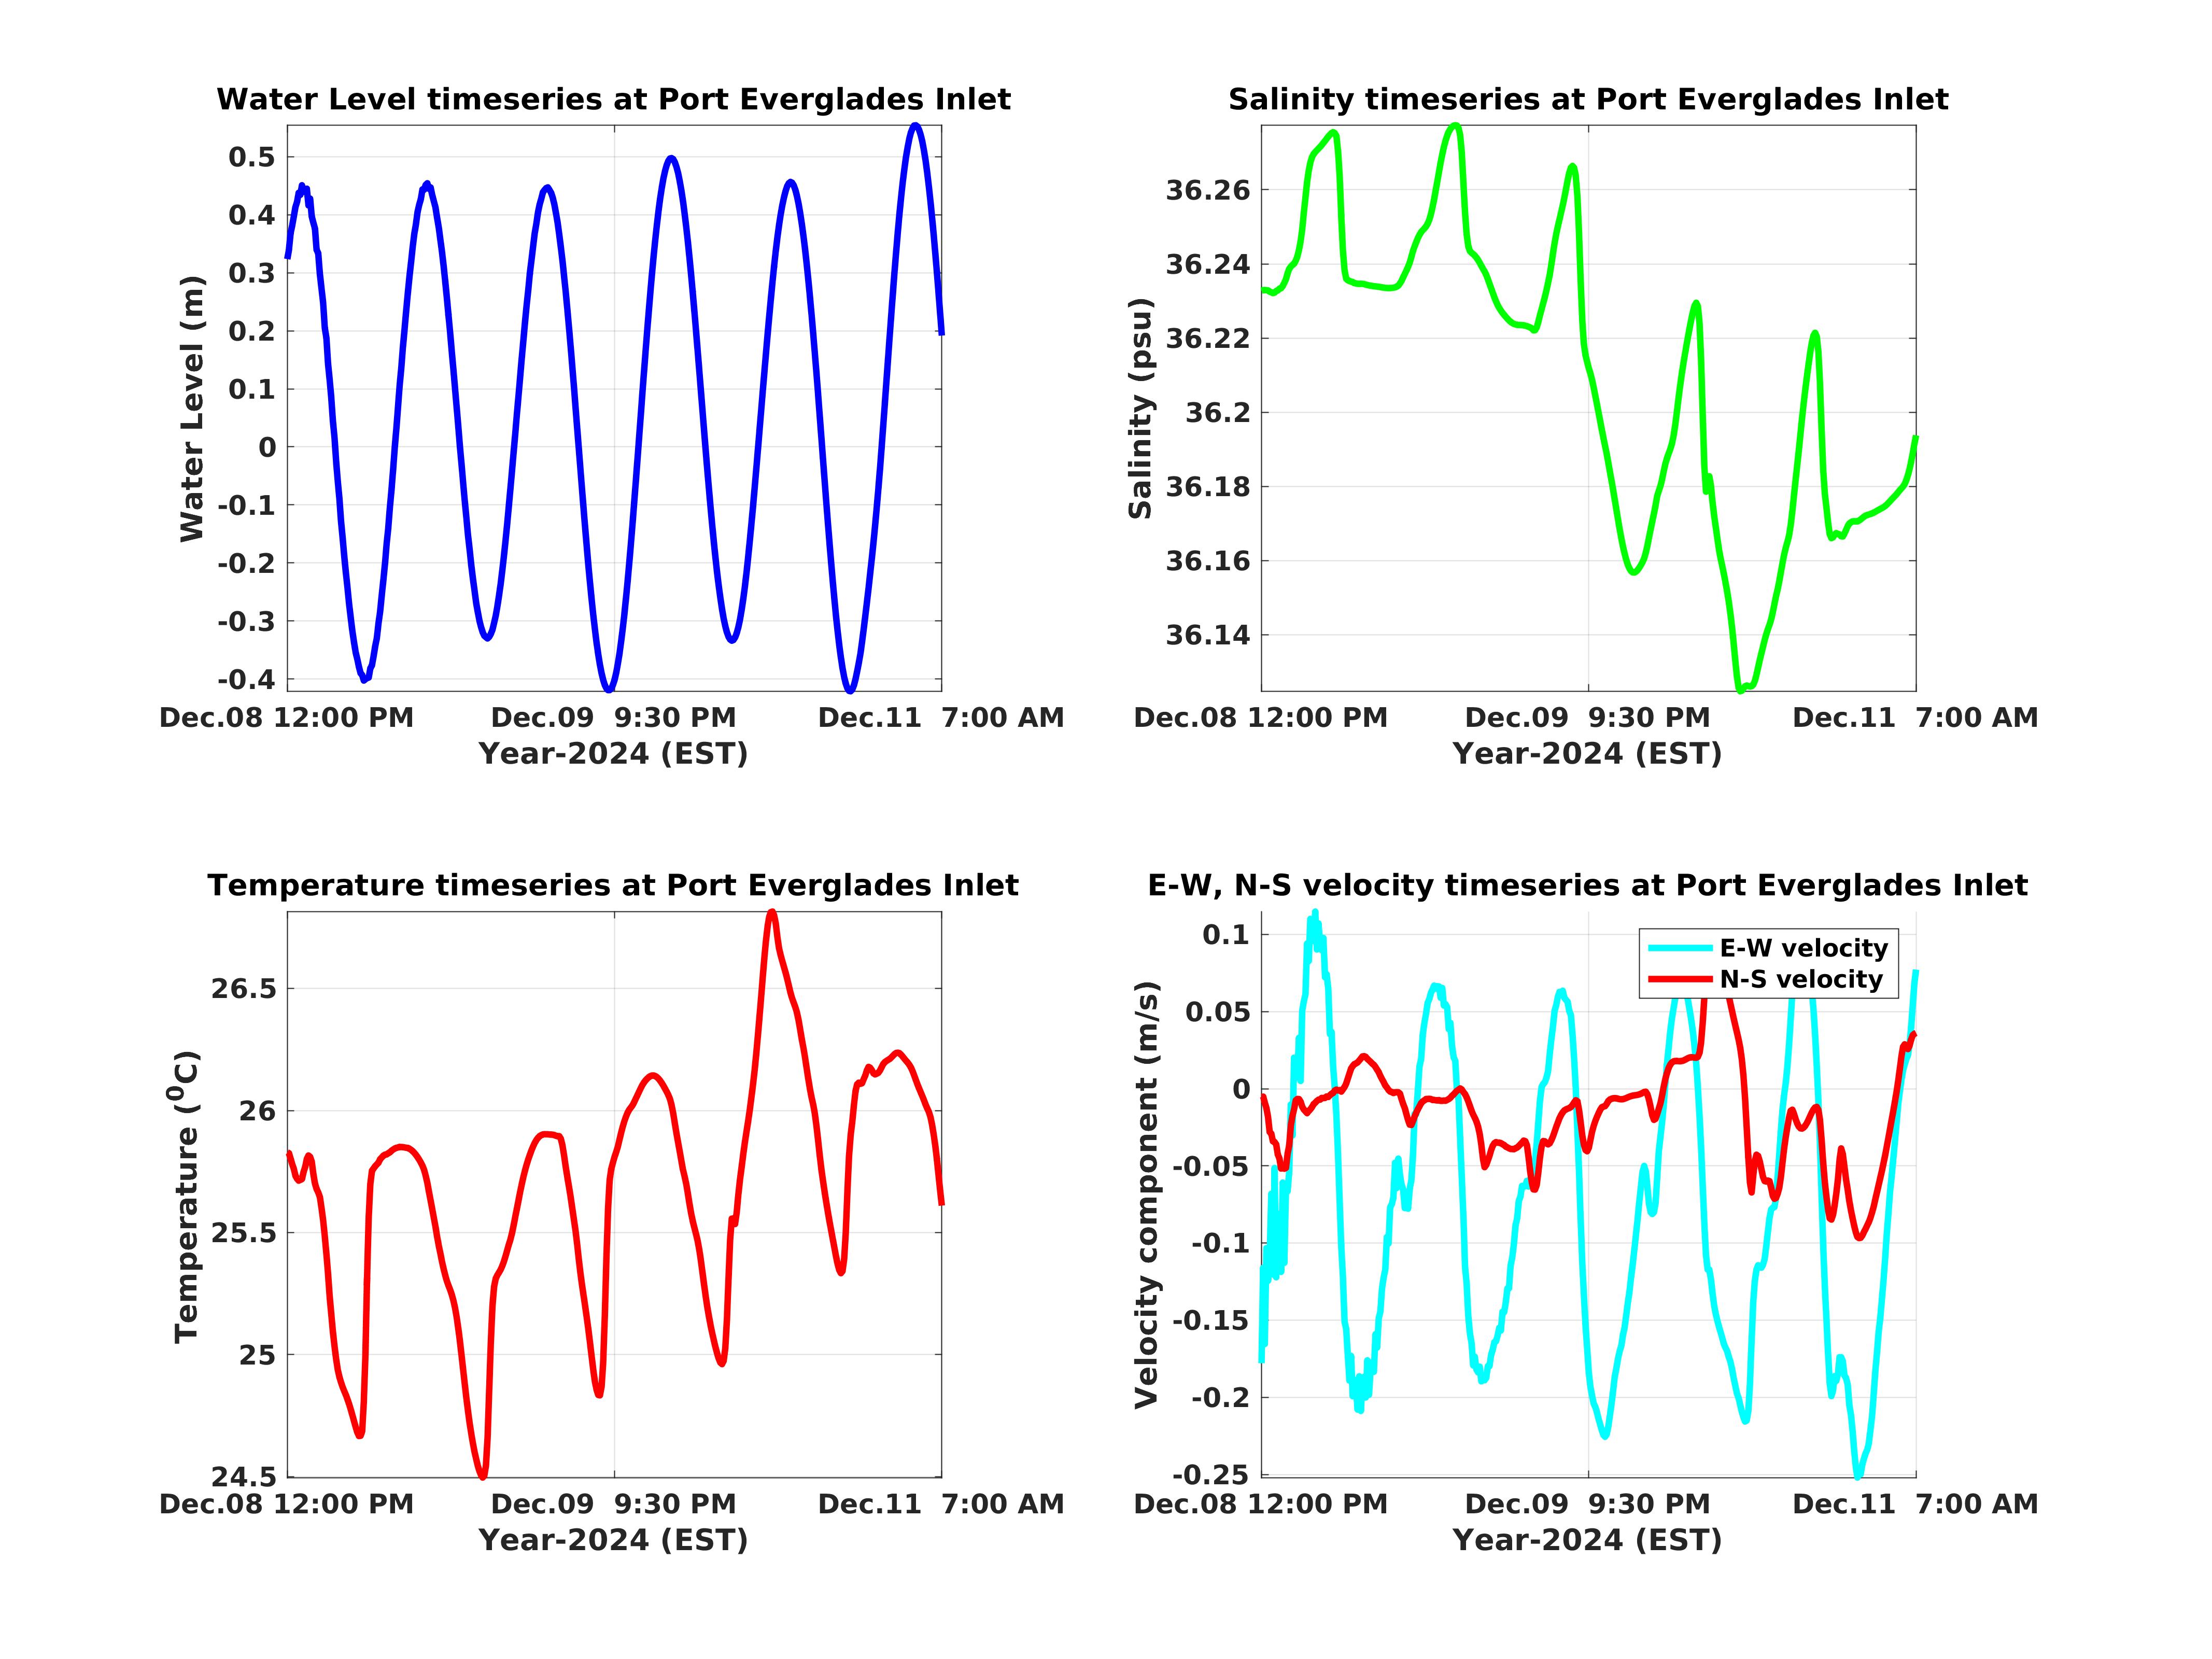 Water Level timeseries at Port Everglades Inlet
Water Level (m)
0.5
0.4
0.3
0.2
0.1
0
-0.1
-0.2
-0.3
-0.4
Dec.08 12:00 PM
Dec.09 9:30 PM
Dec.11 7:00 AM
Year-2024 (EST)
Salinity timeseries at Port Everglades Inlet
Salinity (psu)
36.26
36.24
36.22
36.2
36.18
36.16
36.14
Dec.08 12:00 PM
Dec.09 9:30 PM
Dec.11 7:00 AM
Year-2024 (EST)
Temperature timeseries at Port Everglades Inlet
Temperature (⁰C)
26.5
26
25.5
25
24.5
Dec.08 12:00 PM
Dec.09 9:30 PM
Dec.11 7:00 AM
Year-2024 (EST)
E-W, N-S velocity timeseries at Port Everglades Inlet
Velocity component (m/s)
0.1
0.05
0
-0.05
-0.1
-0.15
-0.2
-0.25
E-W velocity
N-S velocity
Dec.08 12:00 PM
Dec.09 9:30 PM
Dec.11 7:00 AM
Year-2024 (EST)